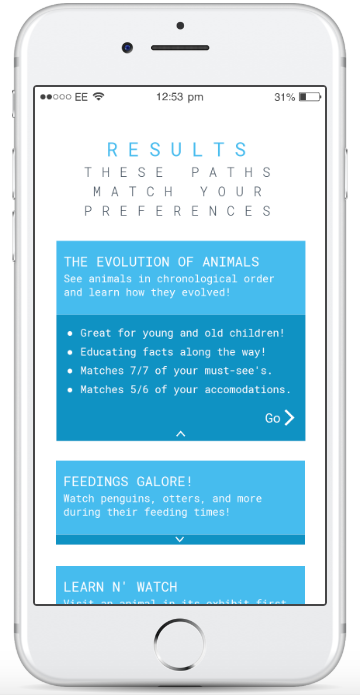 EE 12:53 pm 31%
RESULTS
THESE PATHS
MATCH YOUR
PREFERENCES
THE EVOLUTION OF ANIMALS
See animals in chronological order
and learn how they evolved!
• Great for young and old children!
• Educating facts along the way!
• Matches 7/7 of your must-see's.
• Matches 5/6 of your accomodations.
Go
FEEDINGS GALORE!
Watch penguins, otters, and more
during their feeding times!
LEARN N' WATCH
Visit an animal in its exhibit first